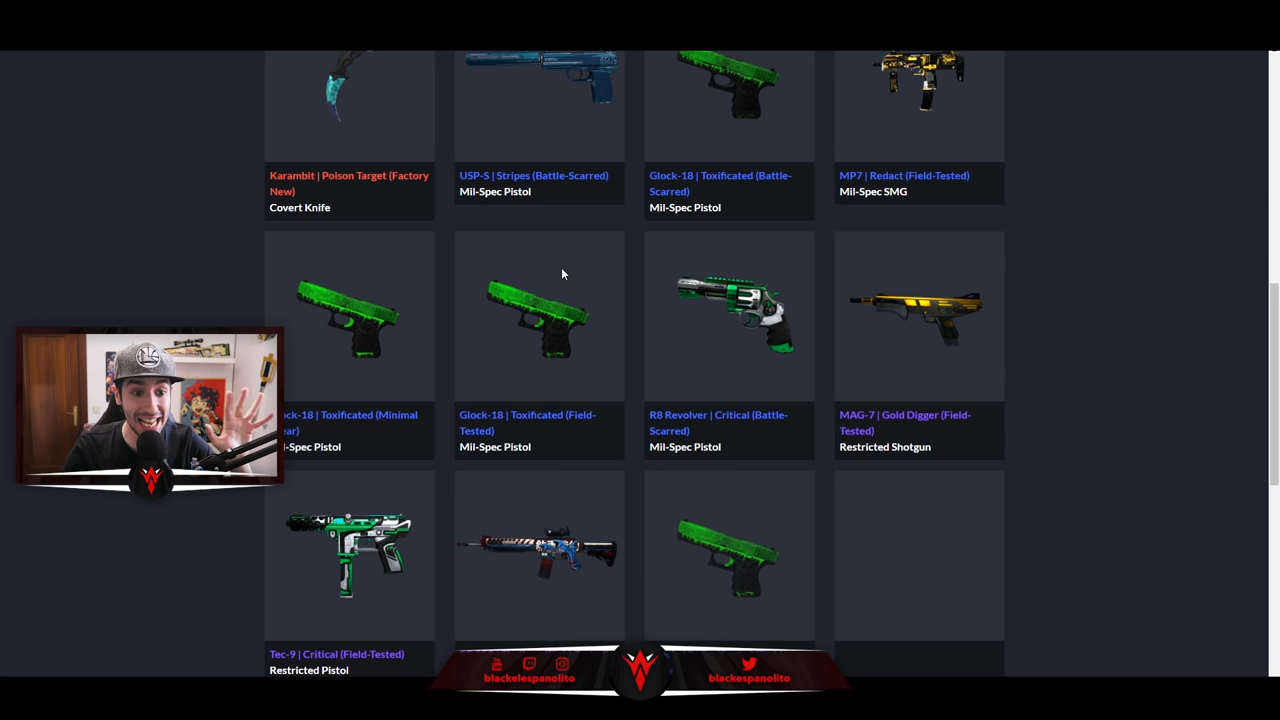 Karambit | Poison Target (Factory
New)
Covert Knife
USP-S | Stripes (Battle-Scarred)
Mil-Spec Pistol
Glock-18 | Toxificated (Battle-
Scarred)
Mil-Spec Pistol
MP7 | Redact (Field-Tested)
Mil-Spec SMG
ck-18 | Toxificated (Minimal
ear)
l-Spec Pistol
Glock-18 | Toxificated (Field-
Tested)
Mil-Spec Pistol
R8 Revolver | Critical (Battle-
Scarred)
Mil-Spec Pistol
MAG-7 | Gold Digger (Field-
Tested)
Restricted Shotgun
Tec-9 | Critical (Field-Tested)
Restricted Pistol
blackelespanolito
blackespanolito